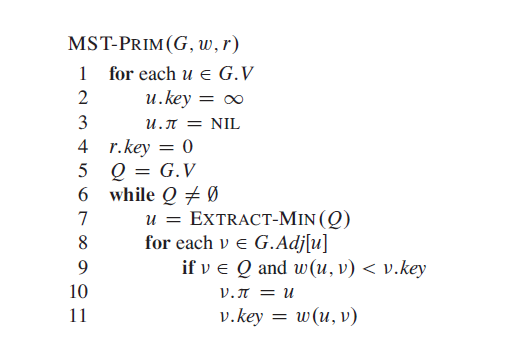 MST-PRIM(G, w, r)
1 for each u ∈ G.V
2 u.key = ∞
3 u.π = NIL
4 r.key = 0
5 Q = G.V
6 while Q ≠ ∅
7 u = EXTRACT-MIN(Q)
8 for each v ∈ G.Adj[u]
9 if v ∈ Q and w(u, v) < v.key
10 v.π = u
11 v.key = w(u, v)